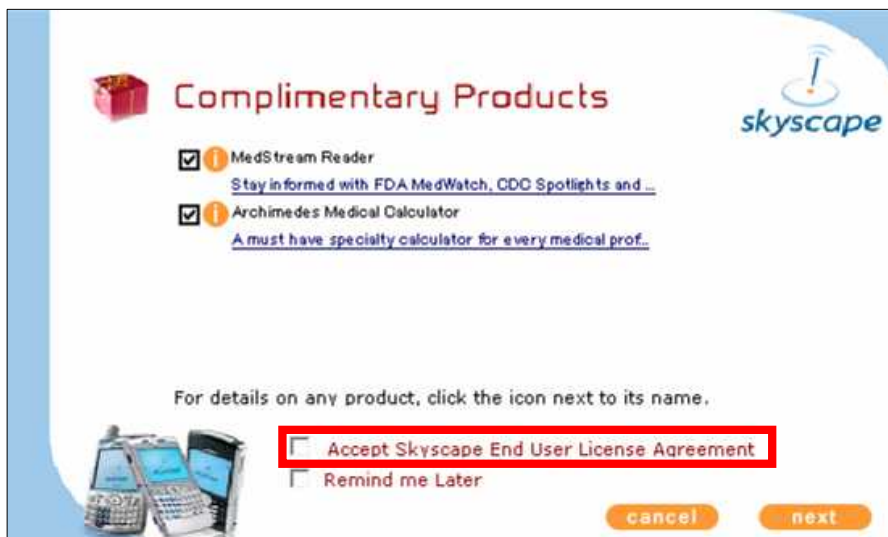 Complimentary Products
skyscape
MedStream Reader
Stay informed with FDA MedWatch, CDC Spotlights and ...
Archimedes Medical Calculator
A must have specialty calculator for every medical prof..
For details on any product, click the icon next to its name.
Accept Skyscape End User License Agreement
Remind me Later
cancel
next